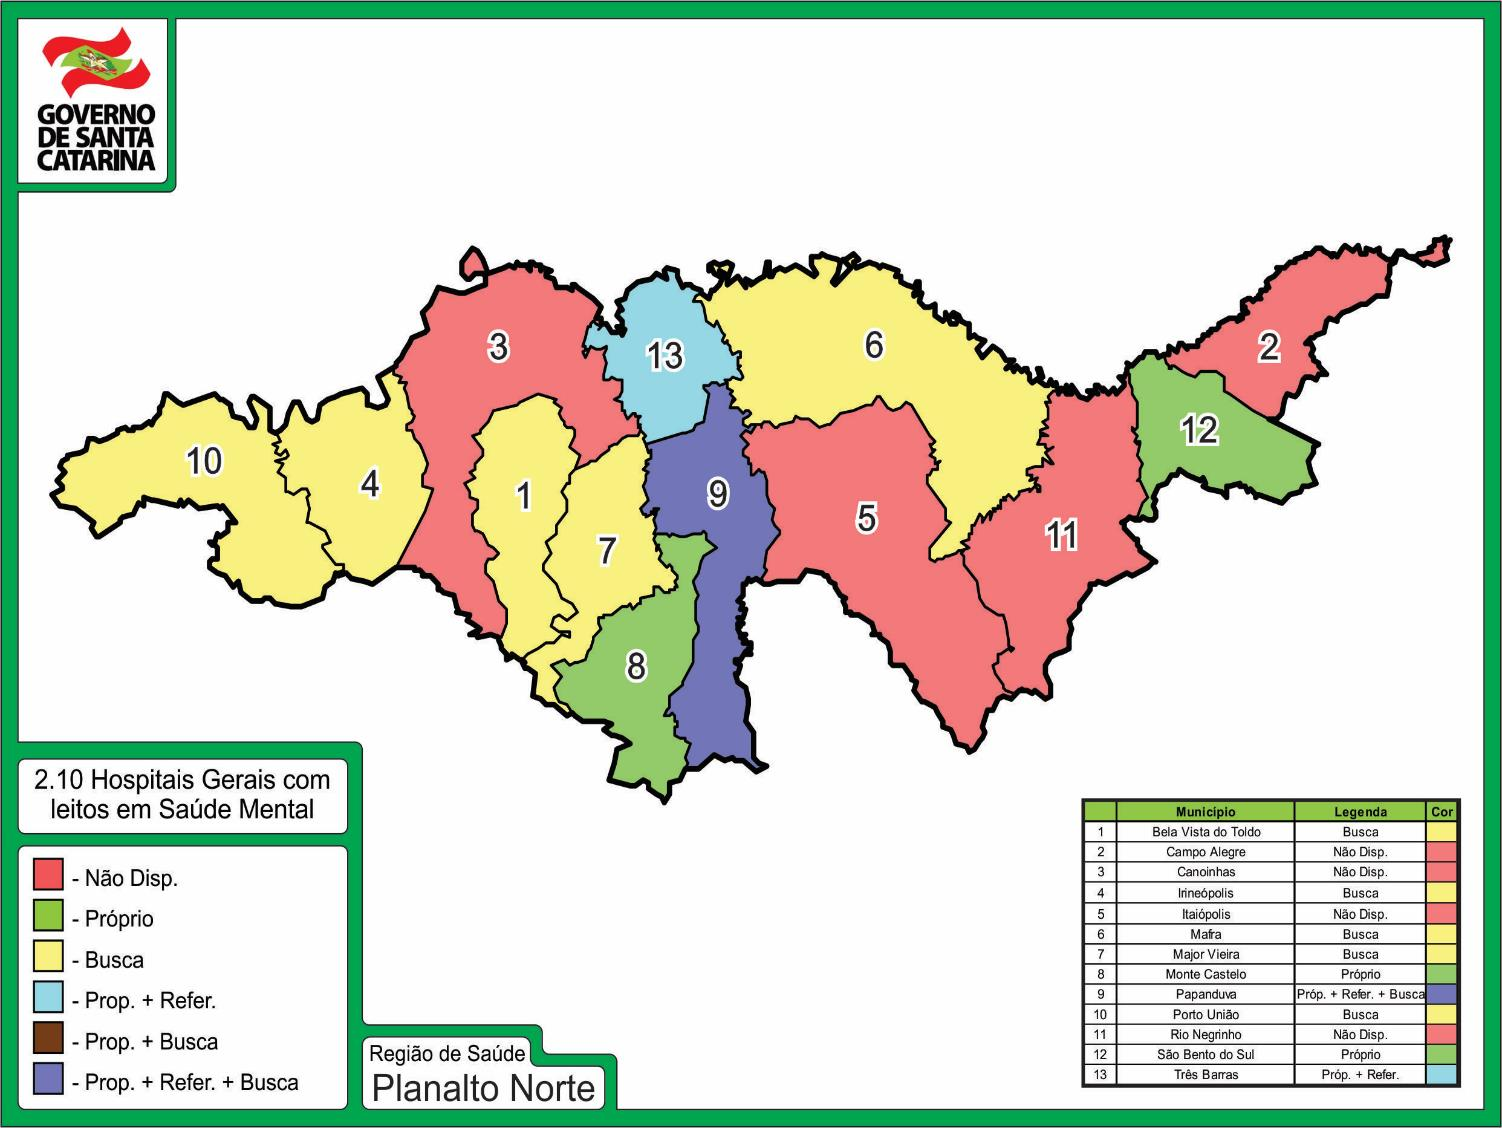 GOVERNO
DE SANTA
CATARINA
3
13
6
2
12
10
4
1
9
5
11
7
8
2.10 Hospitais Gerais com
leitos em Saúde Mental
- Não Disp.
- Próprio
- Busca
- Prop. + Refer.
- Prop. + Busca
- Prop. + Refer. + Busca
Região de Saúde
Planalto Norte
Município Legenda Cor
1 Bela Vista do Toldo Busca
2 Campo Alegre Não Disp.
3 Canoinhas Não Disp.
4 Irineópolis Busca
5 Itaiópolis Não Disp.
6 Mafra Busca
7 Major Vieira Busca
8 Monte Castelo Próprio
9 Papanduva Próp. + Refer. + Busca
10 Porto União Busca
11 Rio Negrinho Não Disp.
12 São Bento do Sul Próprio
13 Três Barras Próp. + Refer.